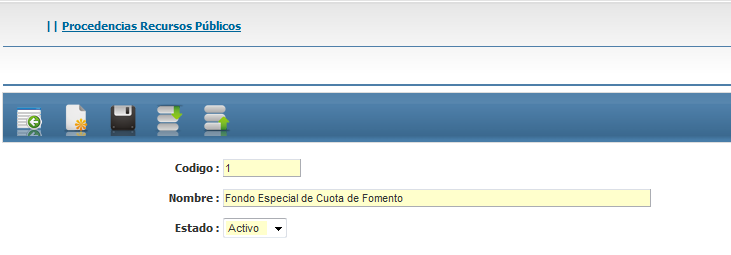 || Procedencias Recursos Públicos
Codigo : 1
Nombre : Fondo Especial de Cuota de Fomento
Estado : Activo